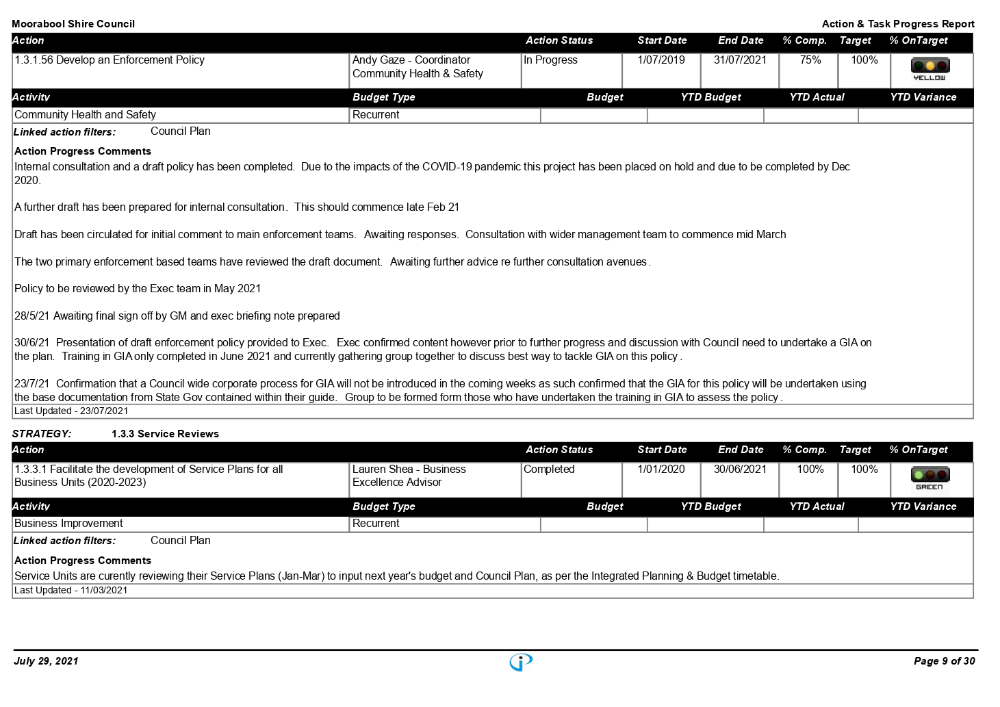 Moorabool Shire Council Action & Task Progress Report
Action Action Status Start Date End Date % Comp. Target % OnTarget
1.3.1.56 Develop an Enforcement Policy Andy Gaze - Coordinator In Progress 1/07/2019 31/07/2021 75% 100%
Community Health & Safety YELLOW
Activity Budget Type Budget YTD Budget YTD Actual YTD Variance
Community Health and Safety Recurrent
Linked action filters: Council Plan
Action Progress Comments
Internal consultation and a draft policy has been completed. Due to the impacts of the COVID-19 pandemic this project has been placed on hold and due to be completed by Dec
2020.
A further draft has been prepared for internal consultation. This should commence late Feb 21
Draft has been circulated for initial comment to main enforcement teams. Awaiting responses. Consultation with wider management team to commence mid March
The two primary enforcement based teams have reviewed the draft document. Awaiting further advice re further consultation avenues.
Policy to be reviewed by the Exec team in May 2021
28/5/21 Awaiting final sign off by GM and exec briefing note prepared
30/6/21 Presentation of draft enforcement policy provided to Exec. Exec confirmed content however prior to further progress and discussion with Council need to undertake a GIA on
the plan. Training in GIA only completed in June 2021 and currently gathering group together to discuss best way to tackle GIA on this policy.
23/7/21 Confirmation that a Council wide corporate process for GIA will not be introduced in the coming weeks as such confirmed that the GIA for this policy will be undertaken using
the base documentation from State Gov contained within their guide. Group to be formed form those who have undertaken the training in GIA to assess the policy.
Last Updated - 23/07/2021
STRATEGY: 1.3.3 Service Reviews
Action Action Status Start Date End Date % Comp. Target % OnTarget
1.3.3.1 Facilitate the development of Service Plans for all Lauren Shea - Business Completed 1/01/2020 30/06/2021 100% 100%
Business Units (2020-2023) Excellence Advisor GREEN
Activity Budget Type Budget YTD Budget YTD Actual YTD Variance
Business Improvement Recurrent
Linked action filters: Council Plan
Action Progress Comments
Service Units are curently reviewing their Service Plans (Jan-Mar) to input next year's budget and Council Plan, as per the Integrated Planning & Budget timetable.
Last Updated - 11/03/2021
July 29, 2021 Page 9 of 30